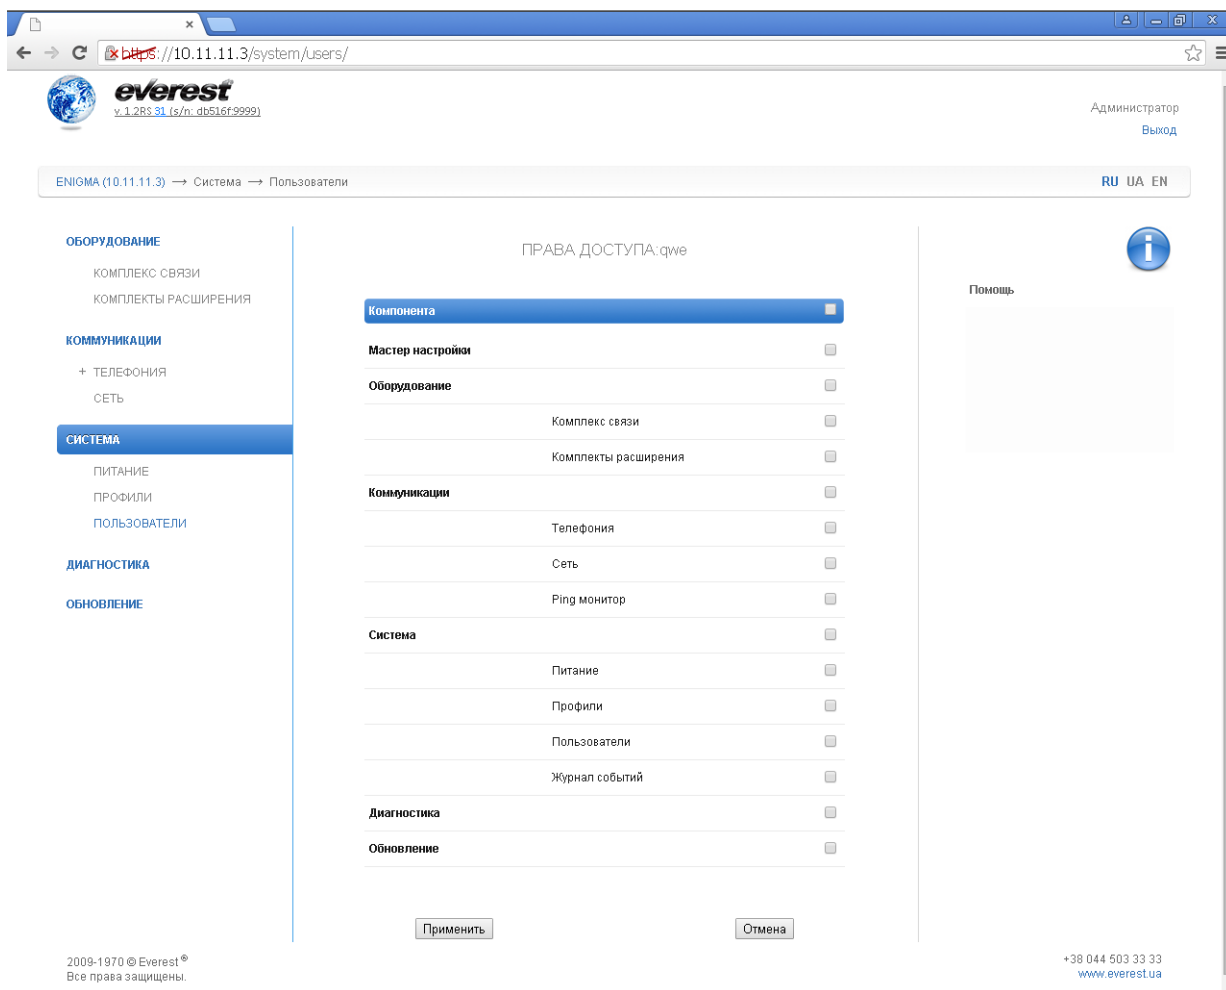 https://10.11.11.3/system/users/
everest
v. 1.2RS 31 (s/n: db516f:9999)
Администратор
Выход
ENIGMA (10.11.11.3) → Система → Пользователи
RU UA EN
ОБОРУДОВАНИЕ
КОМПЛЕКС СВЯЗИ
КОМПЛЕКТЫ РАСШИРЕНИЯ
КОММУНИКАЦИИ
+ ТЕЛЕФОНИЯ
СЕТЬ
СИСТЕМА
ПИТАНИЕ
ПРОФИЛИ
ПОЛЬЗОВАТЕЛИ
ДИАГНОСТИКА
ОБНОВЛЕНИЕ
ПРАВА ДОСТУПА:qwe
Компонента
Мастер настройки
Оборудование
Комплекс связи
Комплекты расширения
Коммуникации
Телефония
Сеть
Ping монитор
Система
Питание
Профили
Пользователи
Журнал событий
Диагностика
Обновление
Применить
Отмена
Помощь
2009-1970 © Everest ®
Все права защищены.
+38 044 503 33 33
www.everest.ua